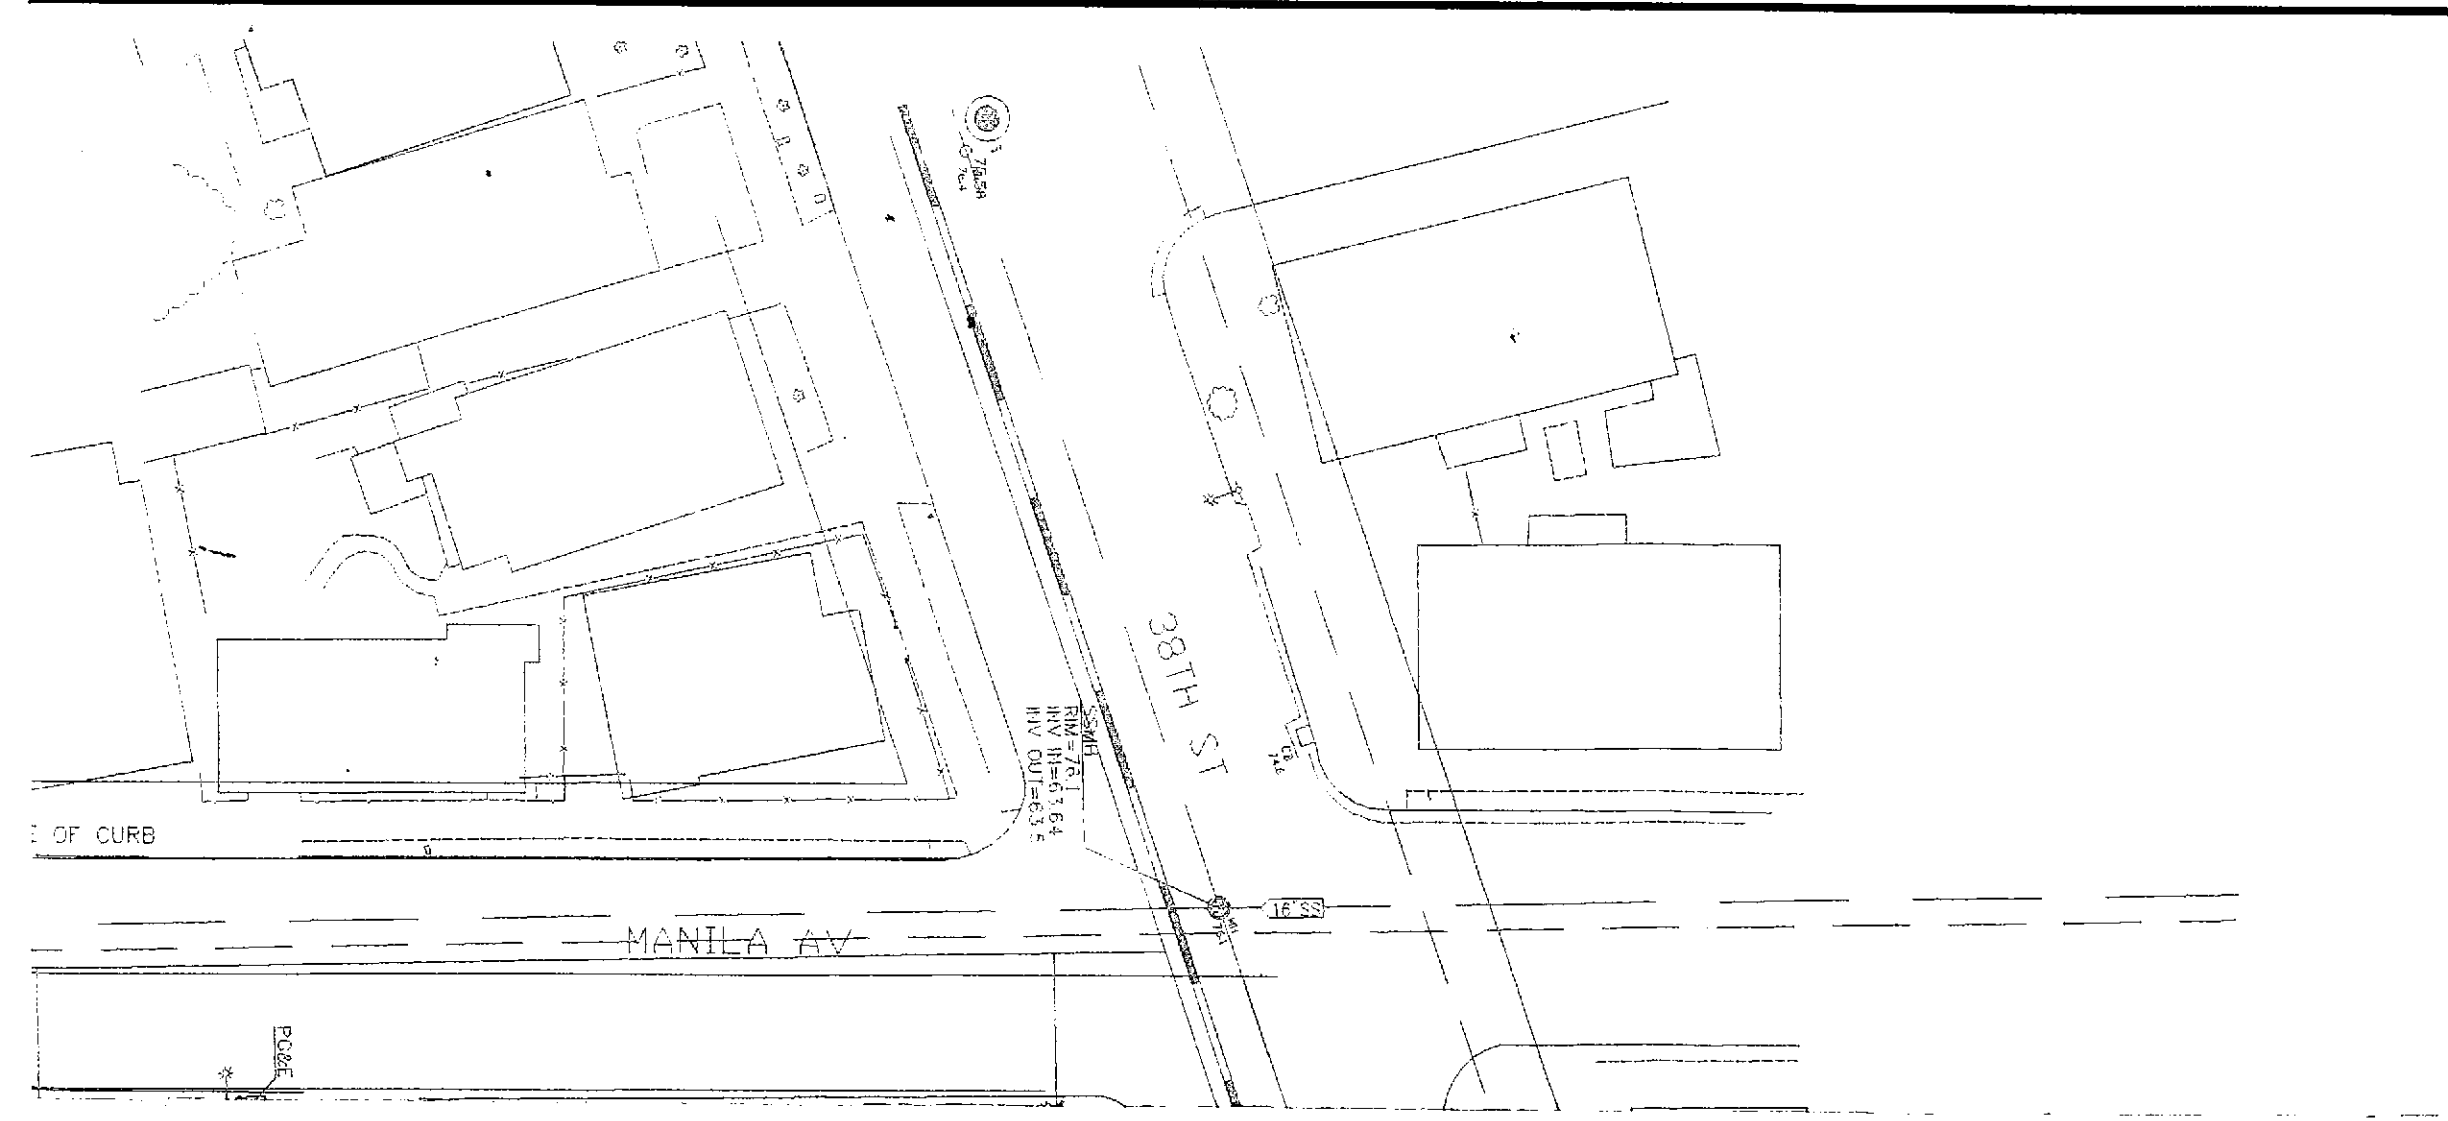 38TH ST
SSMH
RIM=76.1
INV IN=63.64
INV OUT=63.5
CB
OF CURB
16"SS
MANILA AV
PG&E